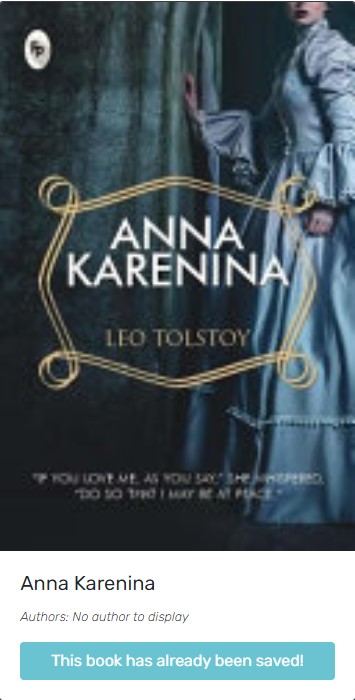 Fp
ANNA
KARENINA
LEO TOLSTOY
"IF YOU LOVE ME, AS YOU SAY," SHE WHISPERED,
"DO SO THAT I MAY BE AT PEACE."
Anna Karenina
Authors: No author to display
This book has already been saved!